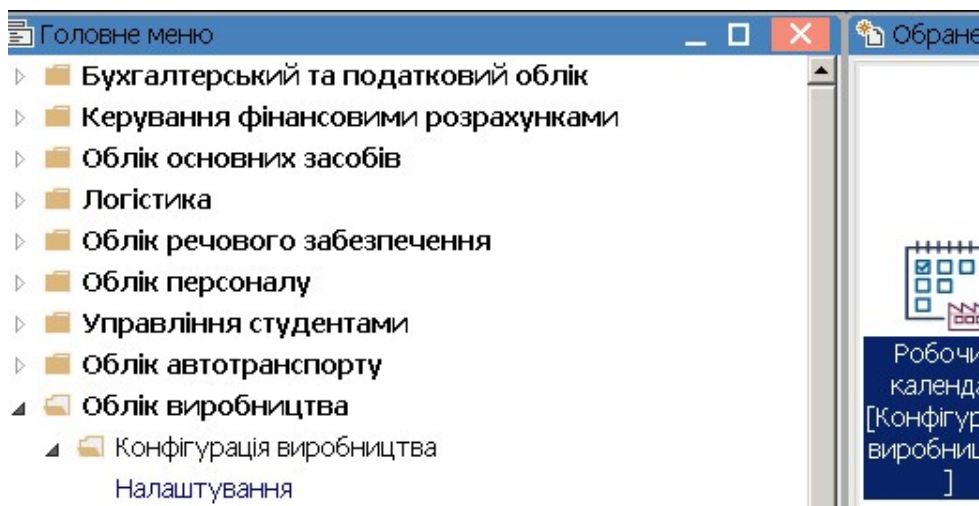 Головне меню
Бухгалтерський та податковий облік
Керування фінансовими розрахунками
Облік основних засобів
Логістика
Облік речового забезпечення
Облік персоналу
Управління студентами
Облік автотранспорту
Облік виробництва
Конфігурація виробництва
Налаштування
Обране